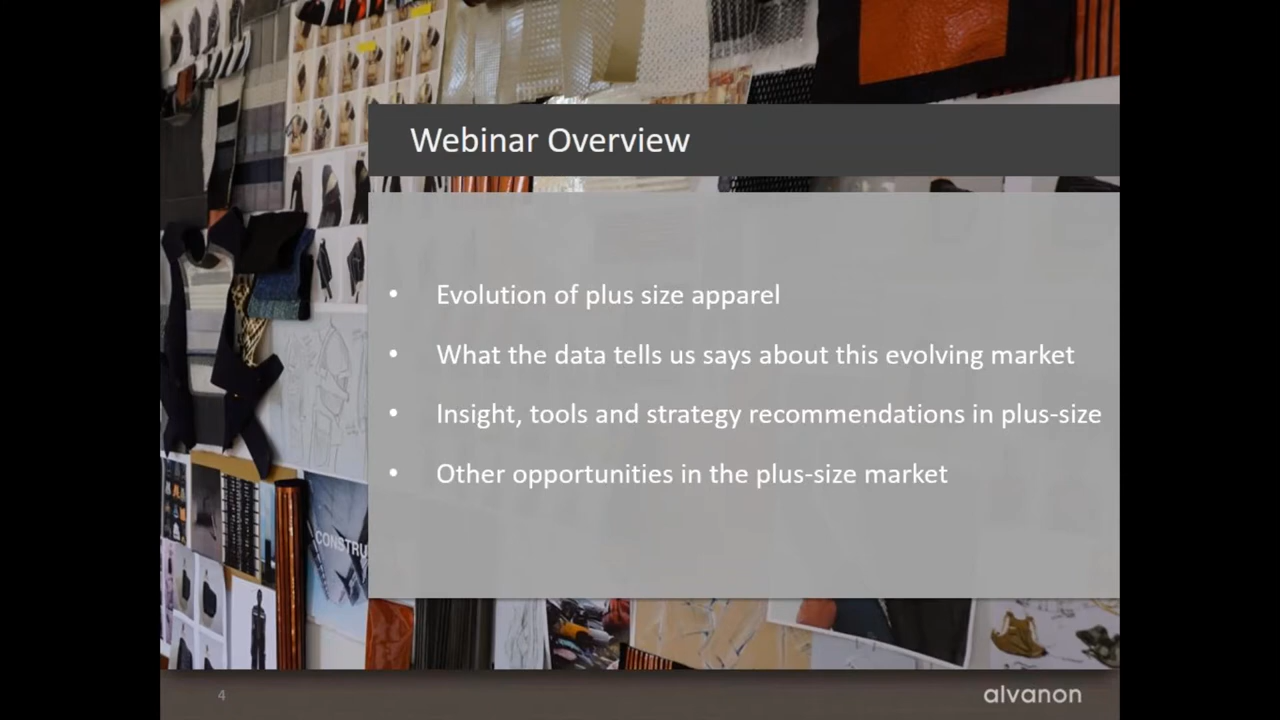 Webinar Overview
• Evolution of plus size apparel
• What the data tells us says about this evolving market
• Insight, tools and strategy recommendations in plus-size
• Other opportunities in the plus-size market
CONSTRU
4
alvanon